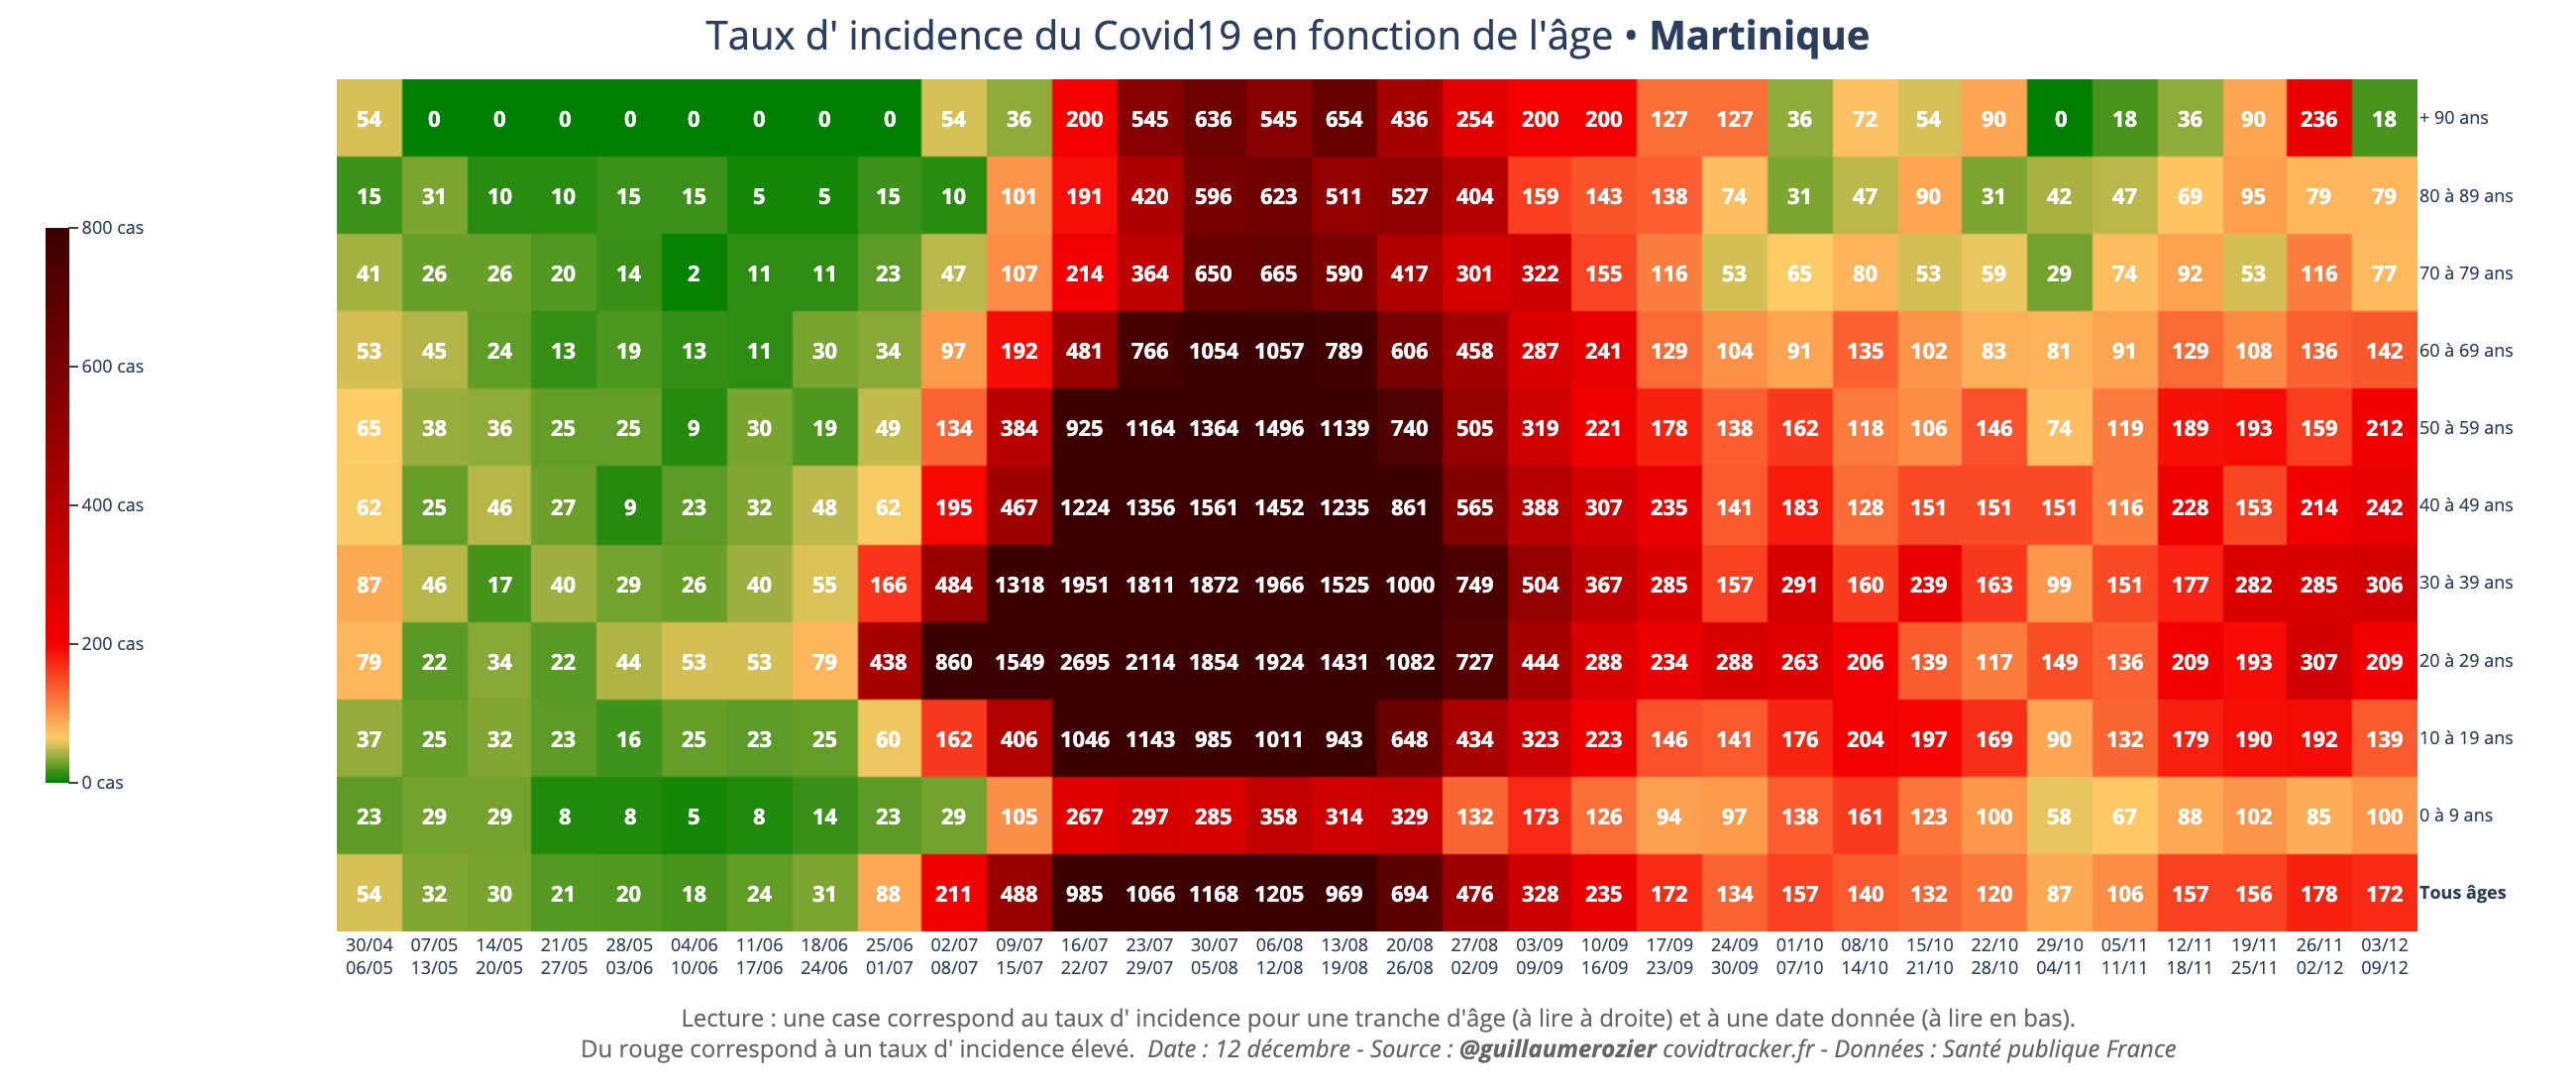 Taux d' incidence du Covid19 en fonction de l'âge • Martinique
54 0 0 0 0 0 0 0 0 54 36 200 545 636 545 654 436 254 200 200 127 127 36 72 54 90 0 18 36 90 236 18 + 90 ans
15 31 10 10 15 15 5 5 15 10 101 191 420 596 623 511 527 404 159 143 138 74 31 47 90 31 42 47 69 95 79 79 80 à 89 ans
800 cas
41 26 26 20 14 2 11 11 23 47 107 214 364 650 665 590 417 301 322 155 116 53 65 80 53 59 29 74 92 53 116 77 70 à 79 ans
53 45 24 13 19 13 11 30 34 97 192 481 766 1054 1057 789 606 458 287 241 129 104 91 135 102 83 81 91 129 108 136 142 60 à 69 ans
600 cas
65 38 36 25 25 9 30 19 49 134 384 925 1164 1364 1496 1139 740 505 319 221 178 138 162 118 106 146 74 119 189 193 159 212 50 à 59 ans
400 cas
62 25 46 27 9 23 32 48 62 195 467 1224 1356 1561 1452 1235 861 565 388 307 235 141 183 128 151 151 151 116 228 153 214 242 40 à 49 ans
87 46 17 40 29 26 40 55 166 484 1318 1951 1811 1872 1966 1525 1000 749 504 367 285 157 291 160 239 163 99 151 177 282 285 306 30 à 39 ans
200 cas
79 22 34 22 44 53 53 79 438 860 1549 2695 2114 1854 1924 1431 1082 727 444 288 234 288 263 206 139 117 149 136 209 193 307 209 20 à 29 ans
37 25 32 23 16 25 23 25 60 162 406 1046 1143 985 1011 943 648 434 323 223 146 141 176 204 197 169 90 132 179 190 192 139 10 à 19 ans
0 cas
23 29 29 8 8 5 8 14 23 29 105 267 297 285 358 314 329 132 173 126 94 97 138 161 123 100 58 67 88 102 85 100 0 à 9 ans
54 32 30 21 20 18 24 31 88 211 488 985 1066 1168 1205 969 694 476 328 235 172 134 157 140 132 120 87 106 157 156 178 172 Tous âges
30/04 07/05 14/05 21/05 28/05 04/06 11/06 18/06 25/06 02/07 09/07 16/07 23/07 30/07 06/08 13/08 20/08 27/08 03/09 10/09 17/09 24/09 01/10 08/10 15/10 22/10 29/10 05/11 12/11 19/11 26/11 03/12
06/05 13/05 20/05 27/05 03/06 10/06 17/06 24/06 01/07 08/07 15/07 22/07 29/07 05/08 12/08 19/08 26/08 02/09 09/09 16/09 23/09 30/09 07/10 14/10 21/10 28/10 04/11 11/11 18/11 25/11 02/12 09/12
Lecture : une case correspond au taux d' incidence pour une tranche d'âge (à lire à droite) et à une date donnée (à lire en bas).
Du rouge correspond à un taux d' incidence élevé. Date : 12 décembre - Source : @guillaumerozier covidtracker.fr - Données : Santé publique France